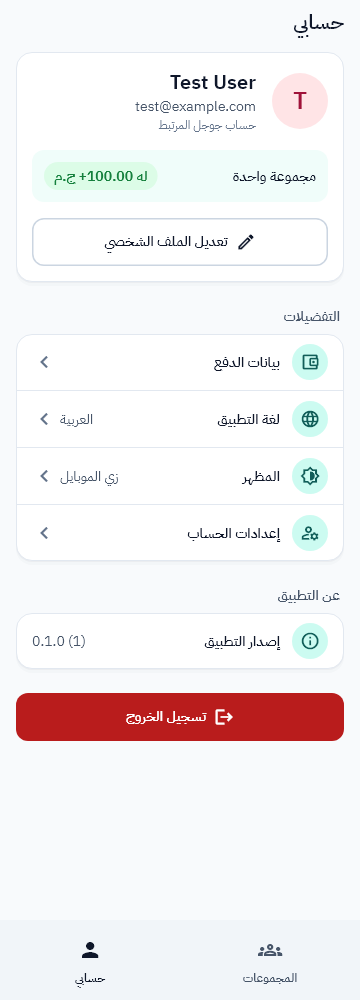 حسابي
T
Test User
test@example.com
حساب جوجل المرتبط
مجموعة واحدة
له 100.00+ ج.م
تعديل الملف الشخصي
التفضيلات
بيانات الدفع
لغة التطبيق
العربية
المظهر
زي الموبايل
إعدادات الحساب
عن التطبيق
إصدار التطبيق
0.1.0 (1)
تسجيل الخروج
المجموعات
حسابي